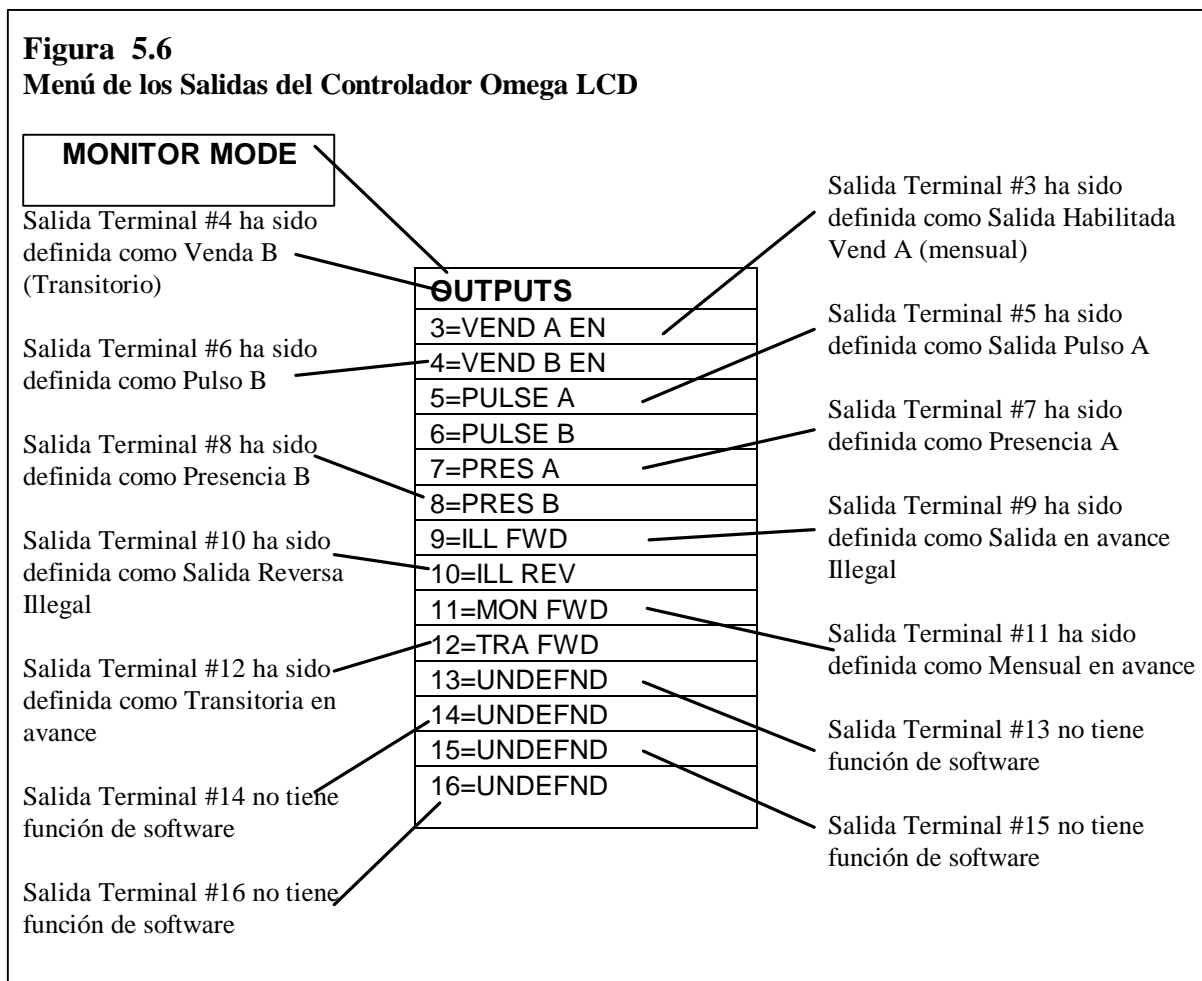 Figura 5.6
Menú de los Salidas del Controlador Omega LCD
MONITOR MODE
Salida Terminal #4 ha sido
definida como Venda B
(Transitorio)
Salida Terminal #6 ha sido
definida como Pulso B
Salida Terminal #8 ha sido
definida como Presencia B
Salida Terminal #10 ha sido
definida como Salida Reversa
Illegal
Salida Terminal #12 ha sido
definida como Transitoria en
avance
Salida Terminal #14 no tiene
función de software
Salida Terminal #16 no tiene
función de software
OUTPUTS
3=VEND A EN
4=VEND B EN
5=PULSE A
6=PULSE B
7=PRES A
8=PRES B
9=ILL FWD
10=ILL REV
11=MON FWD
12=TRA FWD
13=UNDEFND
14=UNDEFND
15=UNDEFND
16=UNDEFND
Salida Terminal #3 ha sido
definida como Salida Habilitada
Vend A (mensual)
Salida Terminal #5 ha sido
definida como Salida Pulso A
Salida Terminal #7 ha sido
definida como Presencia A
Salida Terminal #9 ha sido
definida como Salida en avance
Illegal
Salida Terminal #11 ha sido
definida como Mensual en avance
Salida Terminal #13 no tiene
función de software
Salida Terminal #15 no tiene
función de software